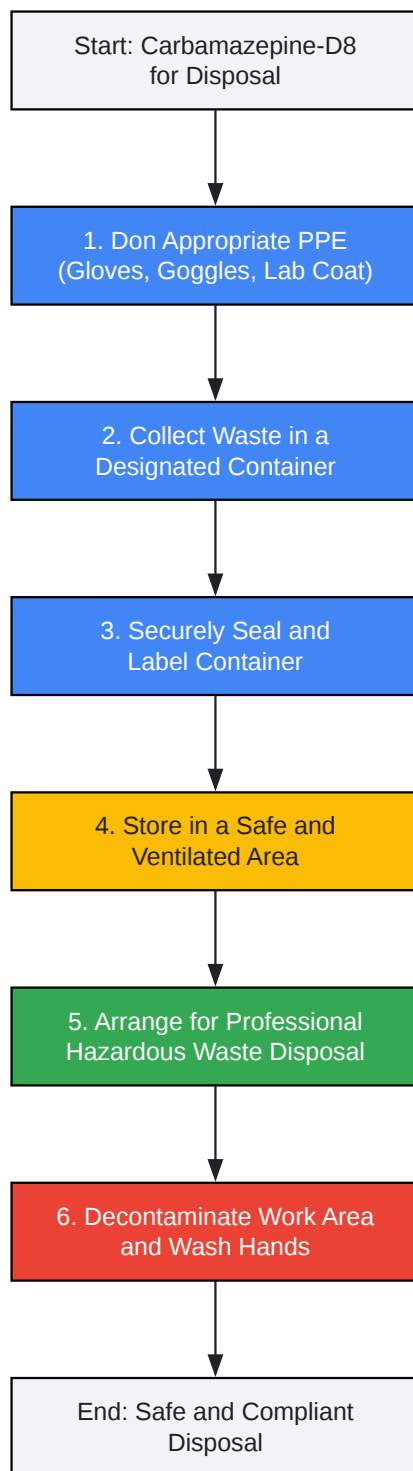 Start: Carbamazepine-D8
for Disposal
1. Don Appropriate PPE
(Gloves, Goggles, Lab Coat)
2. Collect Waste in a
Designated Container
3. Securely Seal and
Label Container
4. Store in a Safe and
Ventilated Area
5. Arrange for Professional
Hazardous Waste Disposal
6. Decontaminate Work Area
and Wash Hands
End: Safe and Compliant
Disposal